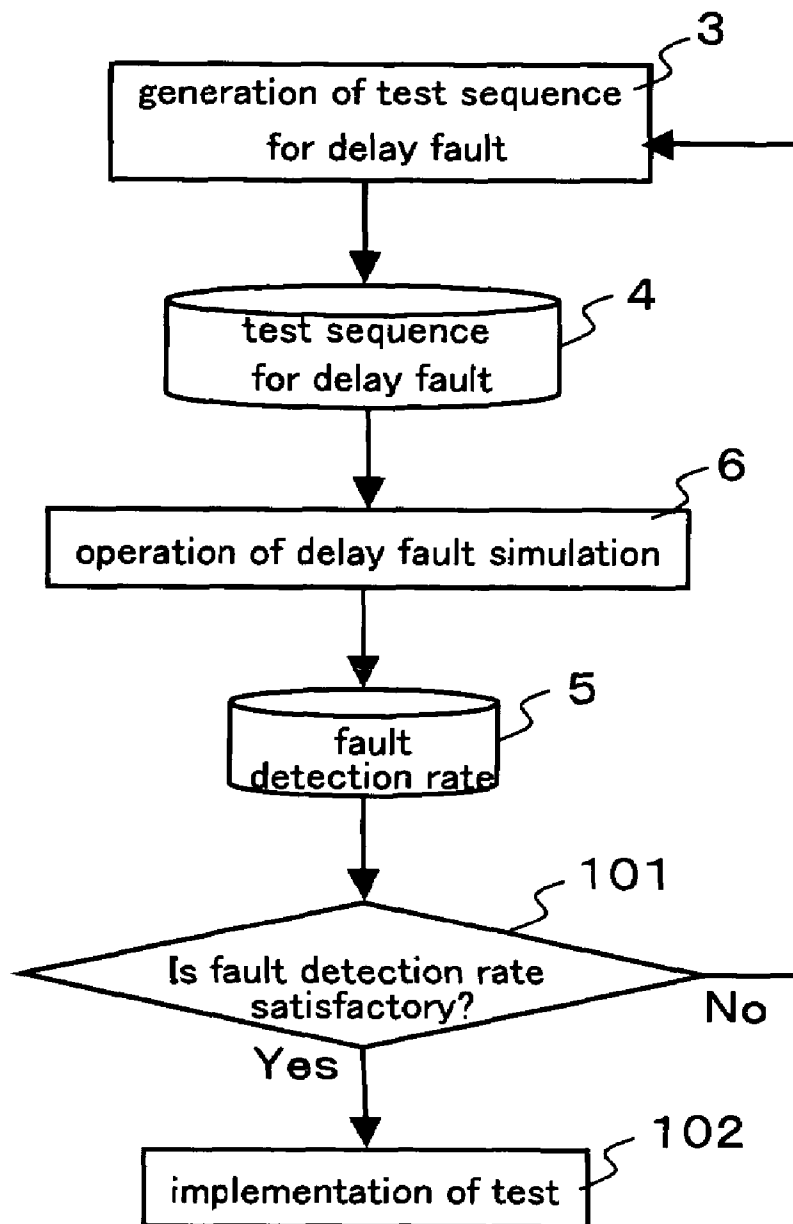 3
generation of test sequence
for delay fault
4
test sequence
for delay fault
6
operation of delay fault simulation
5
fault
detection rate
101
Is fault detection rate
satisfactory?
No
Yes
102
implementation of test